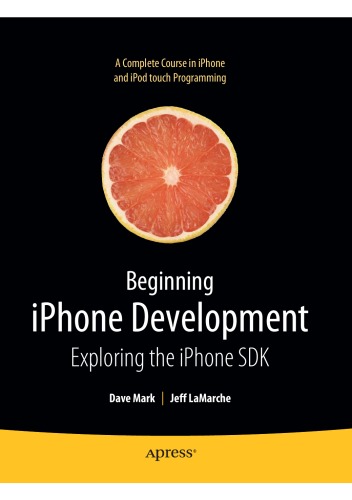 A Complete Course in iPhone
and iPod touch Programming
Beginning
iPhone Development
Exploring the iPhone SDK
Dave Mark | Jeff LaMarche
Apress®